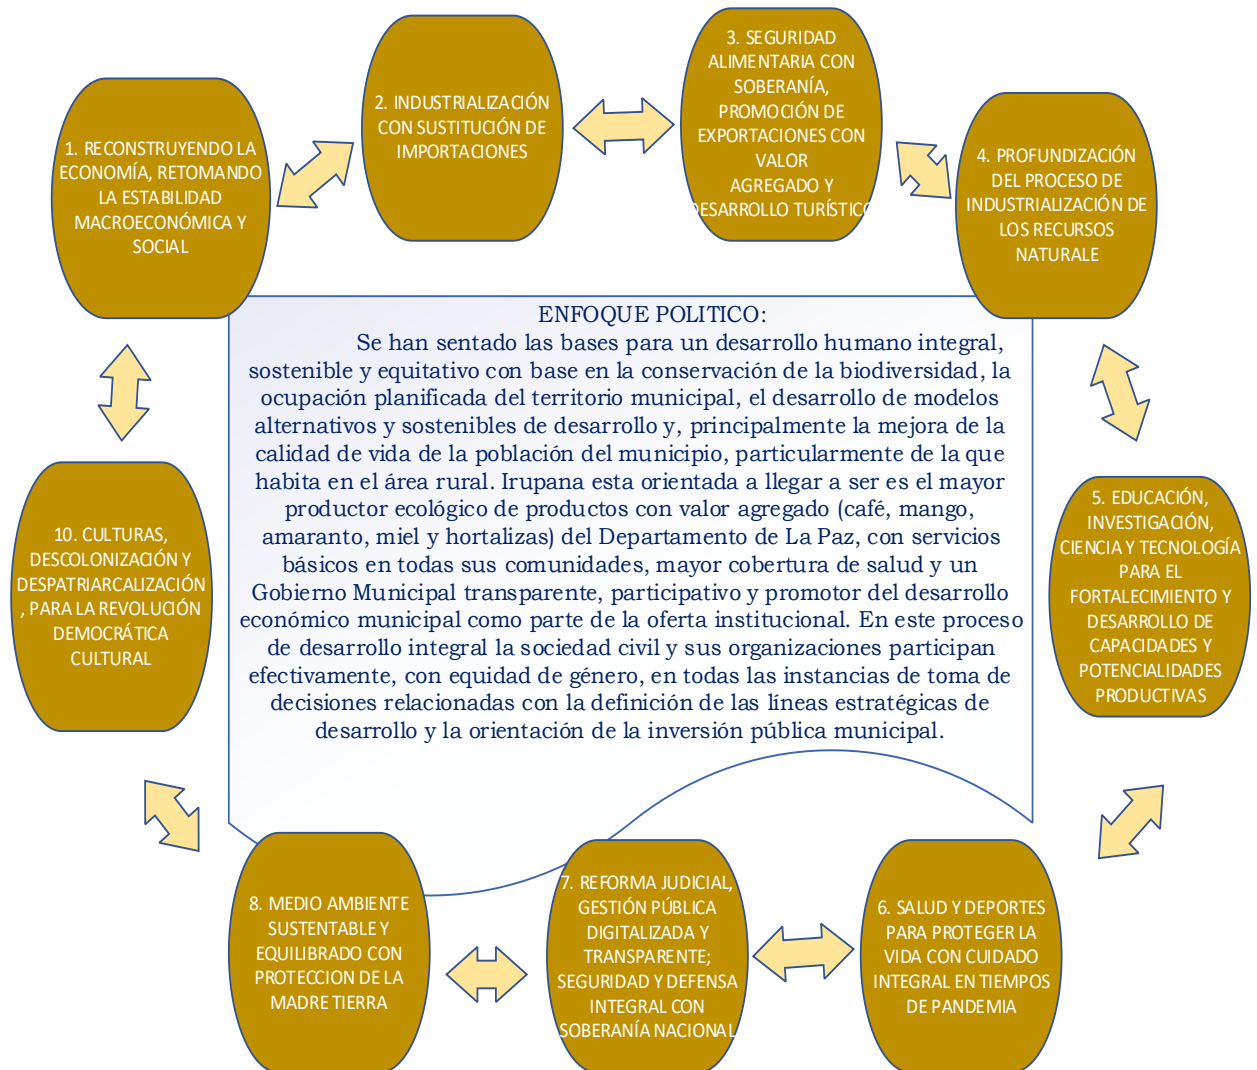 1. RECONSTRUYENDO LA
ECONOMÍA, RETOMANDO
LA ESTABILIDAD
MACROECONÓMICA Y
SOCIAL
2. INDUSTRIALIZACIÓN
CON SUSTITUCIÓN DE
IMPORTACIONES
3. SEGURIDAD
ALIMENTARIA CON
SOBERANÍA,
PROMOCIÓN DE
EXPORTACIONES CON
VALOR
AGREGADO Y
DESARROLLO TURÍSTICO
4. PROFUNDIZACIÓN
DEL PROCESO DE
INDUSTRIALIZACIÓN DE
LOS RECURSOS
NATURALE
ENFOQUE POLITICO:
Se han sentado las bases para un desarrollo humano integral,
sostenible y equitativo con base en la conservación de la biodiversidad, la
ocupación planificada del territorio municipal, el desarrollo de modelos
alternativos y sostenibles de desarrollo y, principalmente la mejora de la
calidad de vida de la población del municipio, particularmente de la que
habita en el área rural. Irupana esta orientada a llegar a ser es el mayor
productor ecológico de productos con valor agregado (café, mango,
amaranto, miel y hortalizas) del Departamento de La Paz, con servicios
básicos en todas sus comunidades, mayor cobertura de salud y un
Gobierno Municipal transparente, participativo y promotor del desarrollo
económico municipal como parte de la oferta institucional. En este proceso
de desarrollo integral la sociedad civil y sus organizaciones participan
efectivamente, con equidad de género, en todas las instancias de toma de
decisiones relacionadas con la definición de las líneas estratégicas de
desarrollo y la orientación de la inversión pública municipal.
5. EDUCACIÓN,
INVESTIGACIÓN,
CIENCIA Y TECNOLOGÍA
PARA EL
FORTALECIMIENTO Y
DESARROLLO DE
CAPACIDADES Y
POTENCIALIDADES
PRODUCTIVAS
6. SALUD Y DEPORTES
PARA PROTEGER LA
VIDA CON CUIDADO
INTEGRAL EN TIEMPOS
DE PANDEMIA
7. REFORMA JUDICIAL,
GESTIÓN PÚBLICA
DIGITALIZADA Y
TRANSPARENTE;
SEGURIDAD Y DEFENSA
INTEGRAL CON
SOBERANÍA NACIONAL
8. MEDIO AMBIENTE
SUSTENTABLE Y
EQUILIBRADO CON
PROTECCION DE LA
MADRE TIERRA
10. CULTURAS,
DESCOLONIZACIÓN Y
DESPATRIARCALIZACIÓN
, PARA LA REVOLUCIÓN
DEMOCRÁTICA
CULTURAL